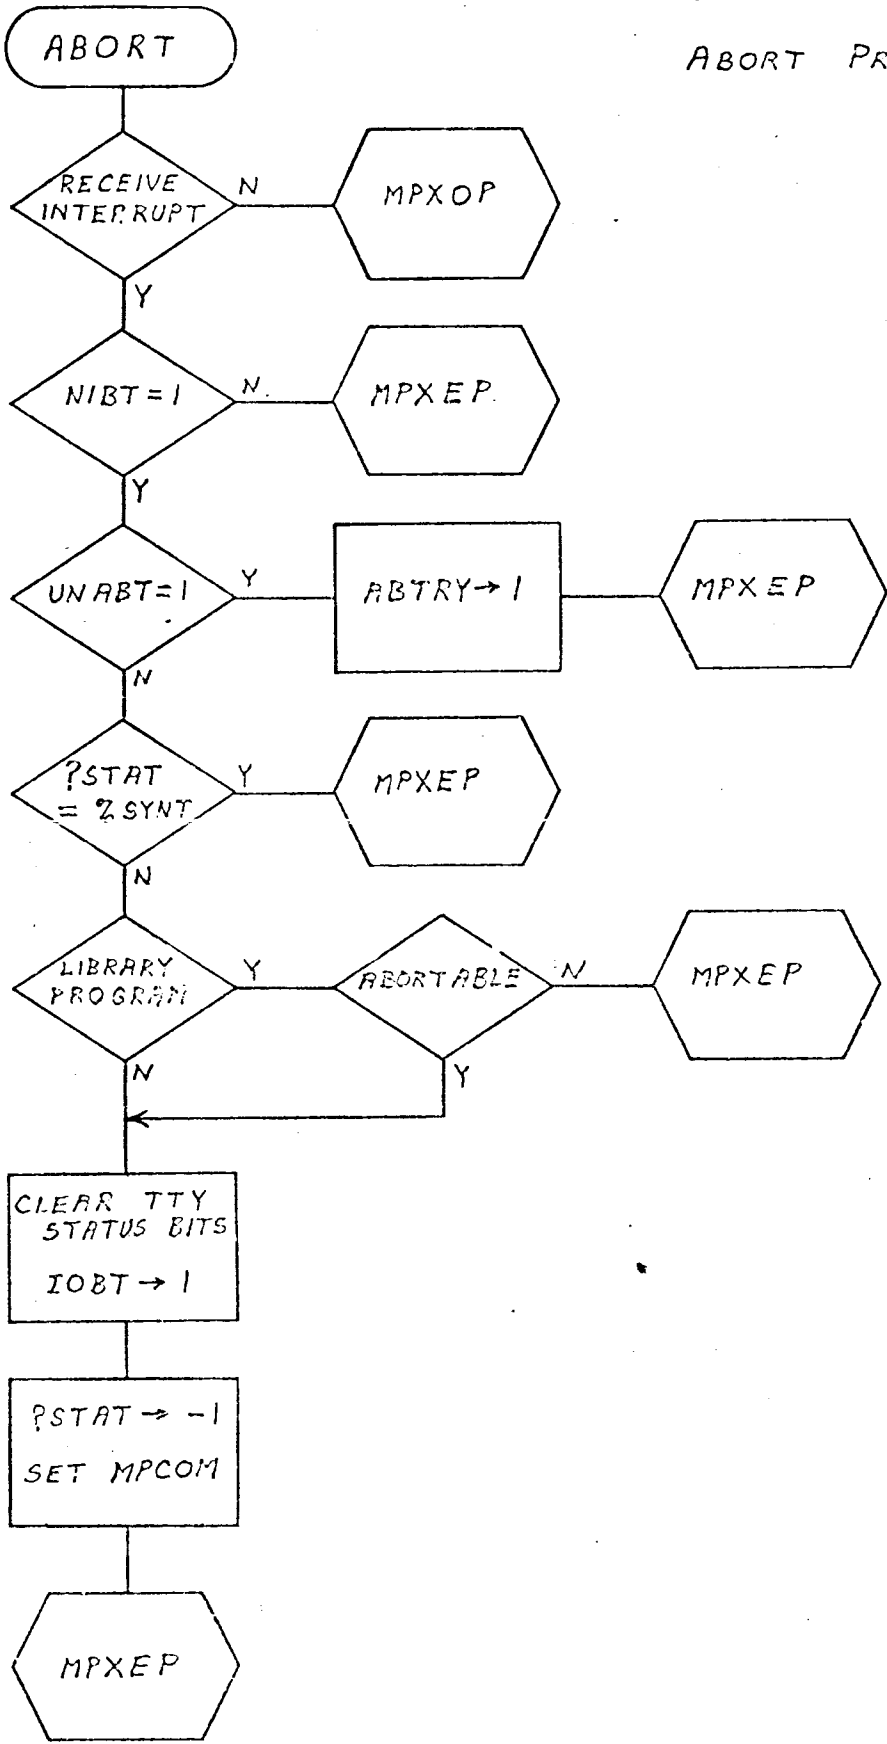 ABORT
ABORT PR
RECEIVE
INTERRUPT
N
MPXOP
Y
NIBT = 1
N
MPXEP
Y
UNABT = 1
Y
ABTRY → 1
MPXEP
N
?STAT
= %SYNT
Y
MPXEP
N
LIBRARY
PROGRAM
Y
ABORTABLE
N
MPXEP
N
Y
CLEAR TTY
STATUS BITS
IOBT → 1
?STAT → -1
SET MPCOM
MPXEP